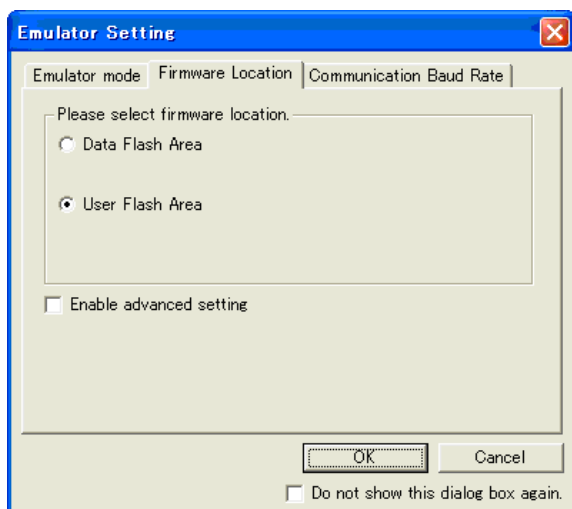 Emulator Setting
Emulator mode
Firmware Location
Communication Baud Rate
Please select firmware location.
Data Flash Area
User Flash Area
Enable advanced setting
OK
Cancel
Do not show this dialog box again.